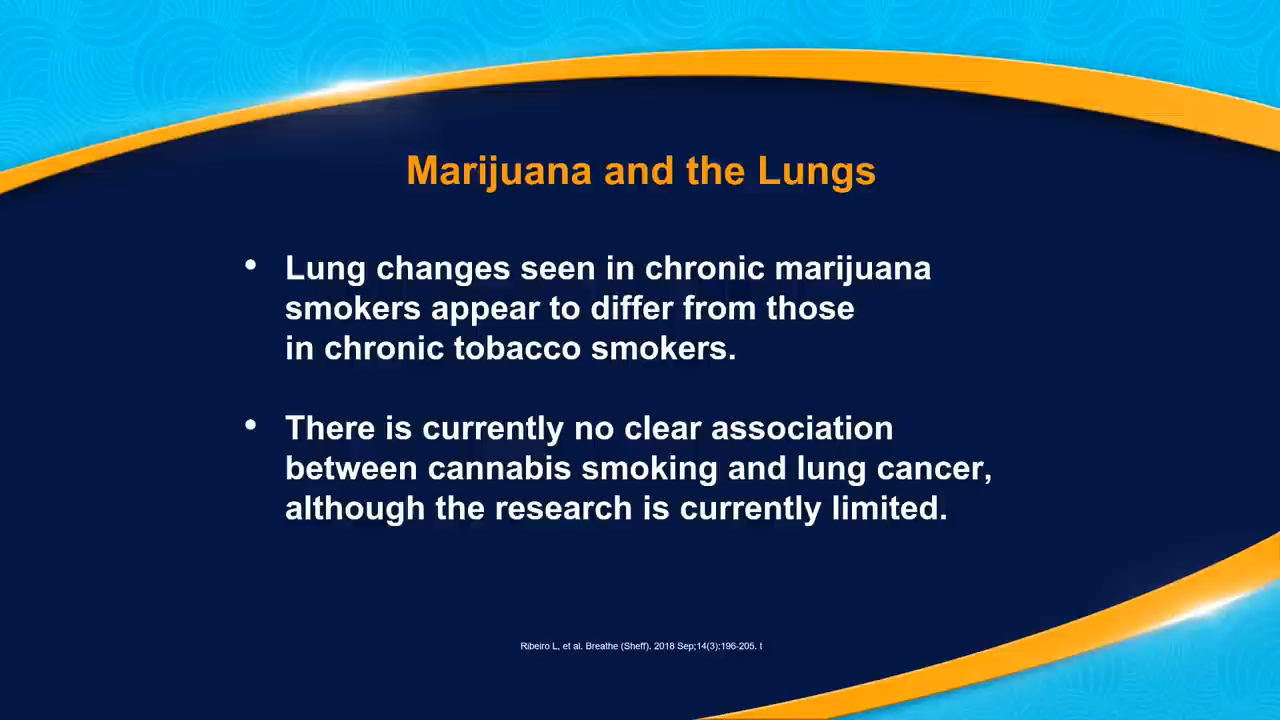 Marijuana and the Lungs
• Lung changes seen in chronic marijuana
smokers appear to differ from those
in chronic tobacco smokers.
• There is currently no clear association
between cannabis smoking and lung cancer,
although the research is currently limited.
Ribeiro L, et al. Breathe (Sheff). 2018 Sep;14(3):196-205. t